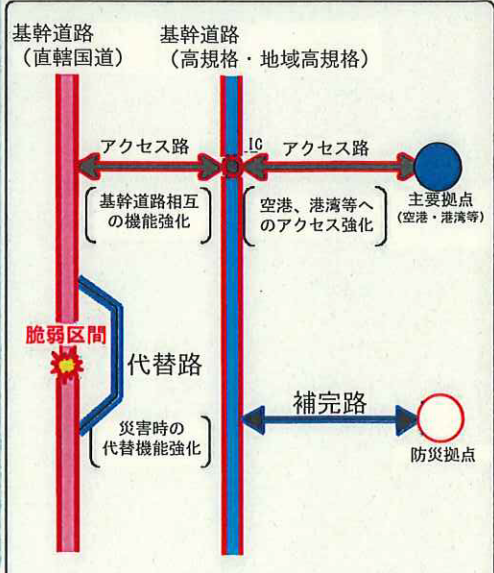 基幹道路
(直轄国道)
基幹道路
(高規格・地域高規格)
アクセス路
IC
アクセス路
基幹道路相互
の機能強化
空港、港湾等へ
のアクセス強化
主要拠点
(空港・港湾等)
脆弱区間
代替路
災害時の
代替機能強化
補完路
防災拠点